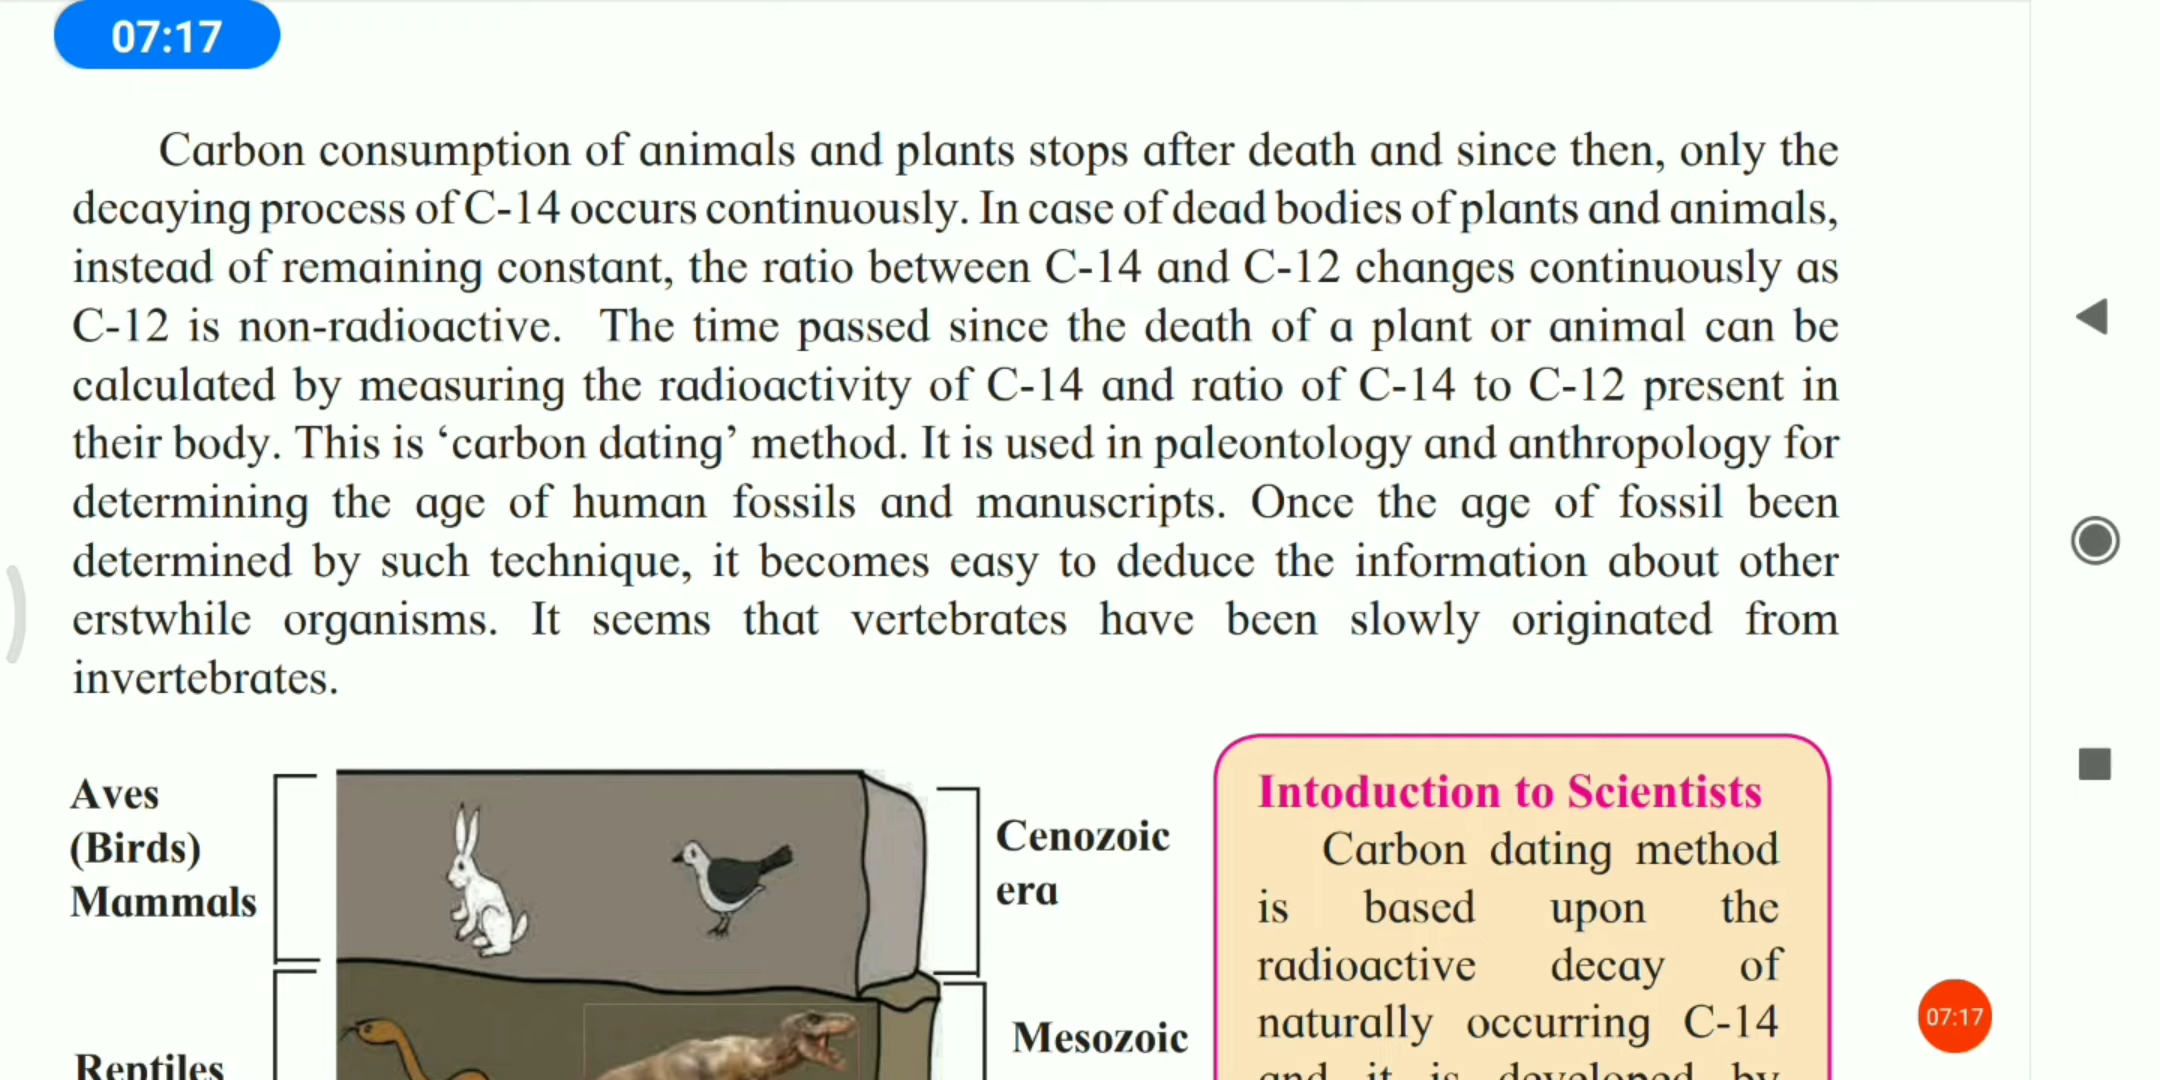 07:17
Carbon consumption of animals and plants stops after death and since then, only the
decaying process of C-14 occurs continuously. In case of dead bodies of plants and animals,
instead of remaining constant, the ratio between C-14 and C-12 changes continuously as
C-12 is non-radioactive. The time passed since the death of a plant or animal can be
calculated by measuring the radioactivity of C-14 and ratio of C-14 to C-12 present in
their body. This is ‘carbon dating’ method. It is used in paleontology and anthropology for
determining the age of human fossils and manuscripts. Once the age of fossil been
determined by such technique, it becomes easy to deduce the information about other
erstwhile organisms. It seems that vertebrates have been slowly originated from
invertebrates.
Aves
(Birds)
Mammals
Cenozoic
era
Reptiles
Mesozoic
Intoduction to Scientists
Carbon dating method
is based upon the
radioactive decay of
naturally occurring C-14
and it is developed by
07:17